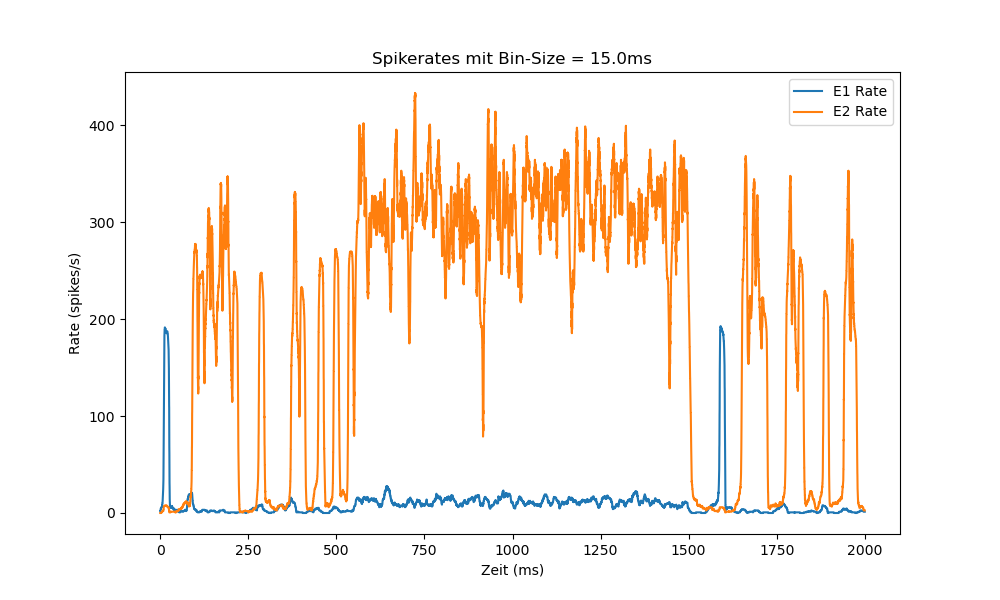 Spikerates mit Bin-Size = 15.0ms
E1 Rate
E2 Rate
Rate (spikes/s)
400
300
200
100
0
0 250 500 750 1000 1250 1500 1750 2000
Zeit (ms)